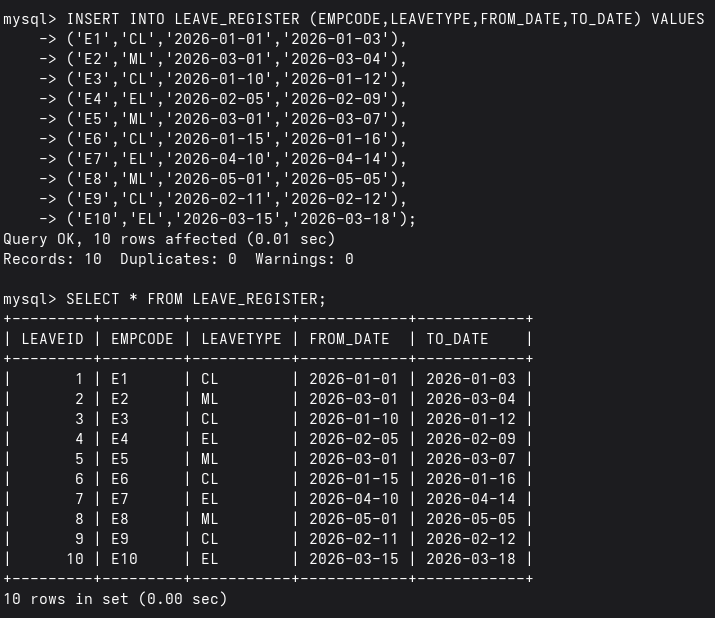 mysql> INSERT INTO LEAVE_REGISTER (EMPCODE,LEAVETYPE,FROM_DATE,TO_DATE) VALUES
    -> ('E1','CL','2026-01-01','2026-01-03'),
    -> ('E2','ML','2026-03-01','2026-03-04'),
    -> ('E3','CL','2026-01-10','2026-01-12'),
    -> ('E4','EL','2026-02-05','2026-02-09'),
    -> ('E5','ML','2026-03-01','2026-03-07'),
    -> ('E6','CL','2026-01-15','2026-01-16'),
    -> ('E7','EL','2026-04-10','2026-04-14'),
    -> ('E8','ML','2026-05-01','2026-05-05'),
    -> ('E9','CL','2026-02-11','2026-02-12'),
    -> ('E10','EL','2026-03-15','2026-03-18');
Query OK, 10 rows affected (0.01 sec)
Records: 10  Duplicates: 0  Warnings: 0

mysql> SELECT * FROM LEAVE_REGISTER;
+---------+---------+-----------+------------+------------+
| LEAVEID | EMPCODE | LEAVETYPE | FROM_DATE  | TO_DATE    |
+---------+---------+-----------+------------+------------+
|       1 | E1      | CL        | 2026-01-01 | 2026-01-03 |
|       2 | E2      | ML        | 2026-03-01 | 2026-03-04 |
|       3 | E3      | CL        | 2026-01-10 | 2026-01-12 |
|       4 | E4      | EL        | 2026-02-05 | 2026-02-09 |
|       5 | E5      | ML        | 2026-03-01 | 2026-03-07 |
|       6 | E6      | CL        | 2026-01-15 | 2026-01-16 |
|       7 | E7      | EL        | 2026-04-10 | 2026-04-14 |
|       8 | E8      | ML        | 2026-05-01 | 2026-05-05 |
|       9 | E9      | CL        | 2026-02-11 | 2026-02-12 |
|      10 | E10     | EL        | 2026-03-15 | 2026-03-18 |
+---------+---------+-----------+------------+------------+
10 rows in set (0.00 sec)